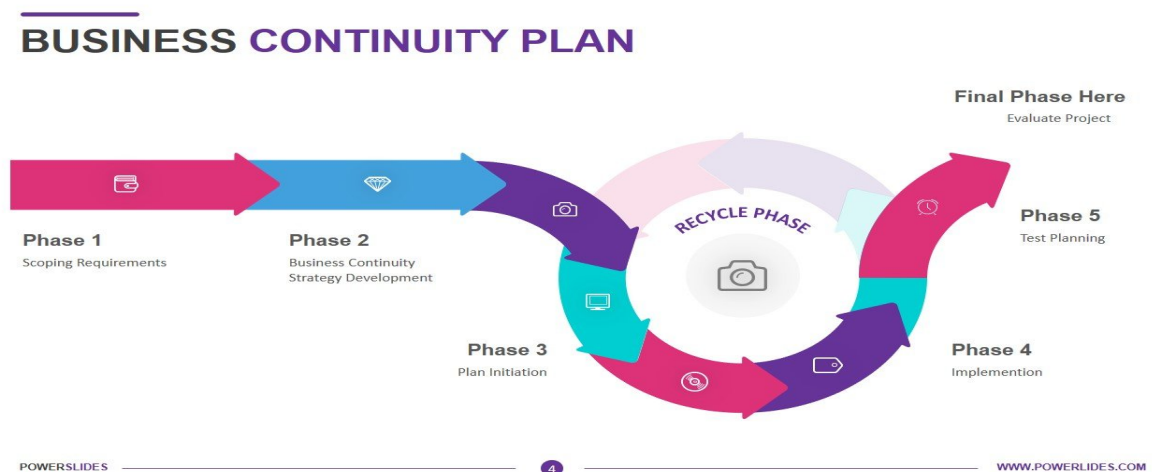 BUSINESS CONTINUITY PLAN
Final Phase Here
Evaluate Project
RECYCLE PHASE
Phase 1
Scoping Requirements
Phase 2
Business Continuity
Strategy Development
Phase 5
Test Planning
Phase 3
Plan Initiation
Phase 4
Implemention
POWERSLIDES
4
WWW.POWERLIDES.COM